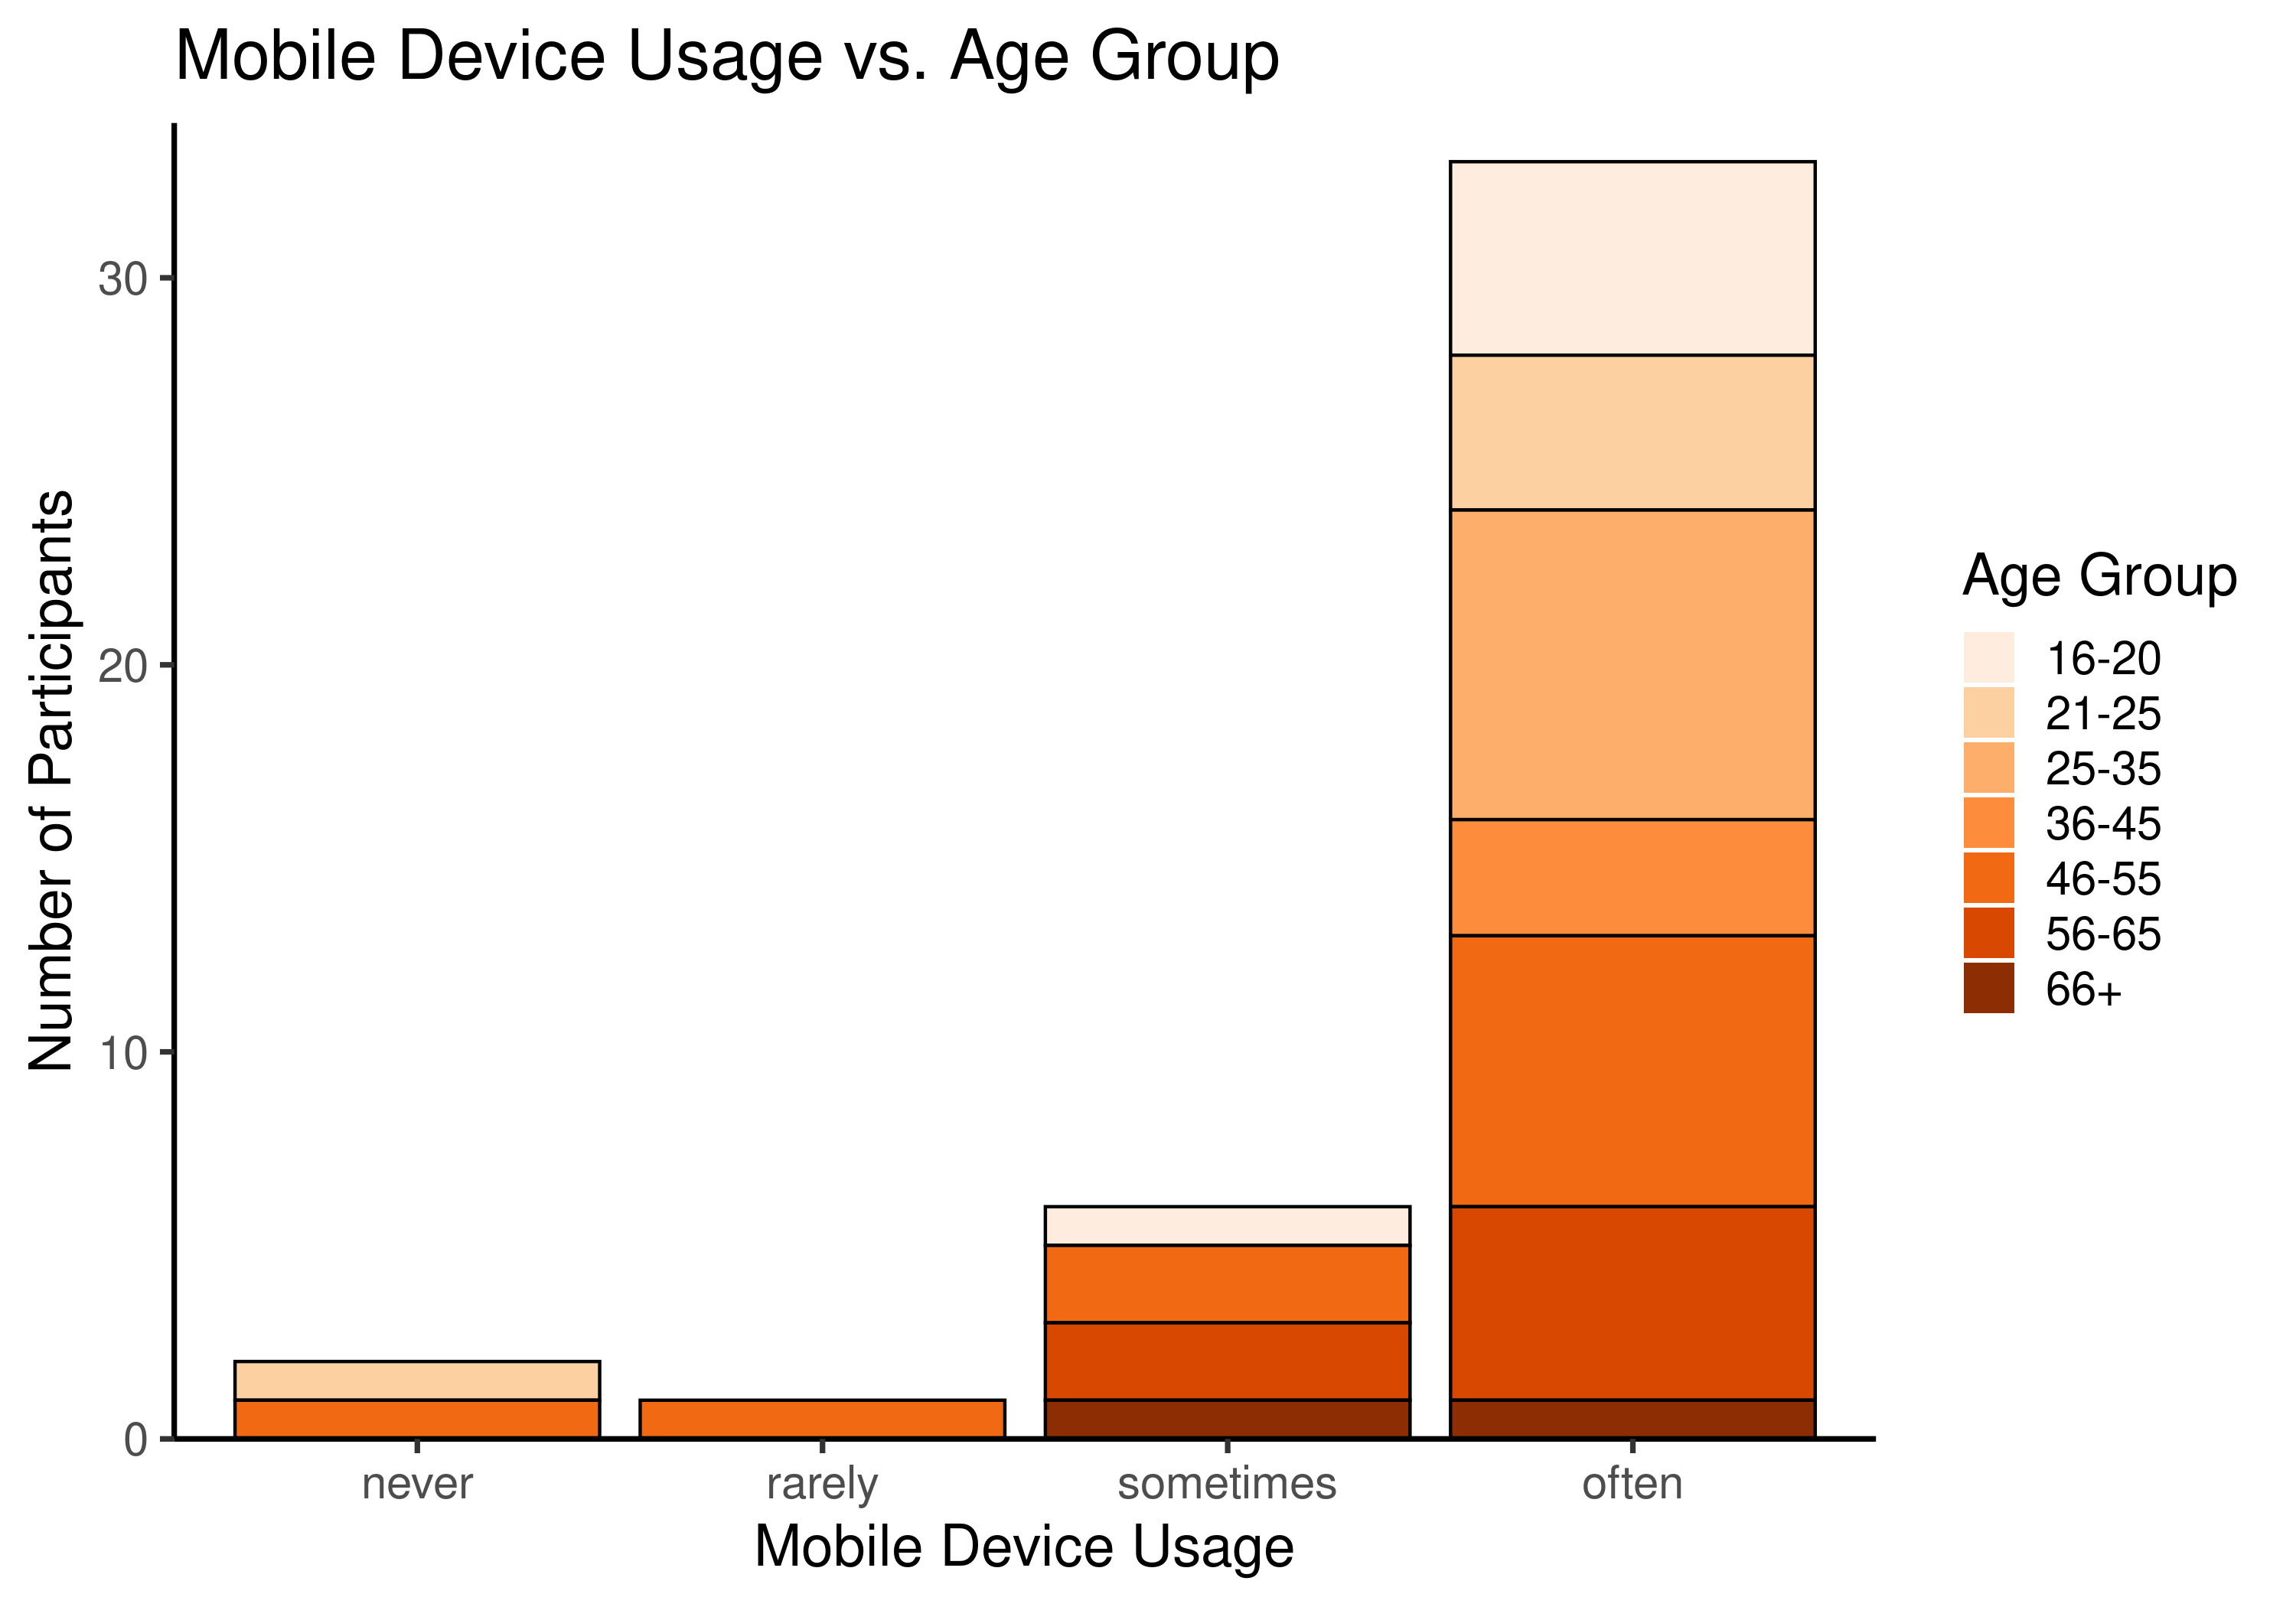 Mobile Device Usage vs. Age Group
Number of Participants
30
20
10
0
never
rarely
sometimes
often
Mobile Device Usage
Age Group
16-20
21-25
25-35
36-45
46-55
56-65
66+